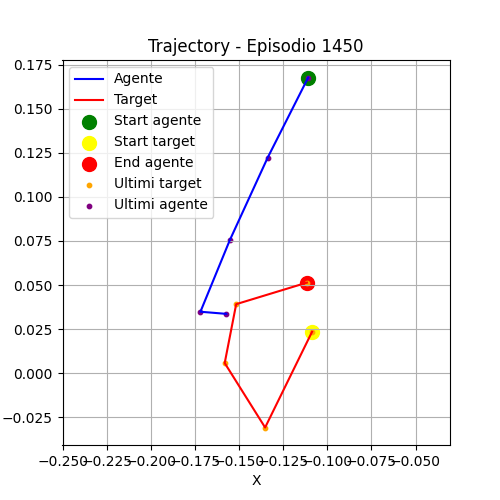 Trajectory - Episodio 1450
0.175
0.150
0.125
0.100
0.075
0.050
0.025
0.000
−0.025
Agente
Target
Start agente
Start target
End agente
Ultimi target
Ultimi agente
−0.250 −0.225 −0.200 −0.175 −0.150 −0.125 −0.100 −0.075 −0.050
X